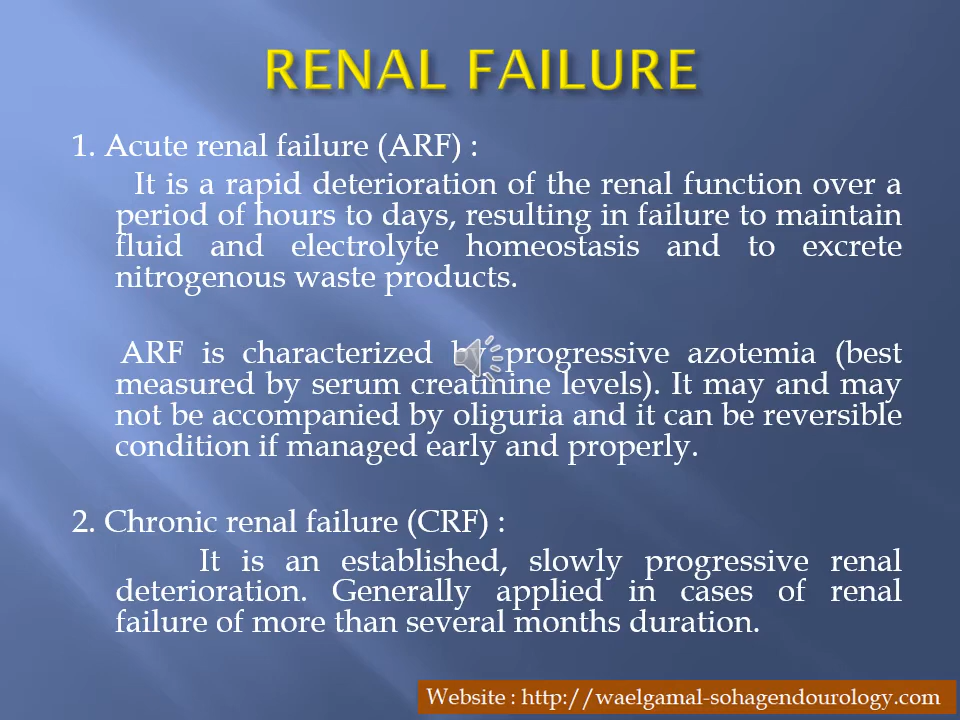 RENAL FAILURE
1. Acute renal failure (ARF) :
It is a rapid deterioration of the renal function over a
period of hours to days, resulting in failure to maintain
fluid and electrolyte homeostasis and to excrete
nitrogenous waste products.
ARF is characterized by progressive azotemia (best
measured by serum creatinine levels). It may and may
not be accompanied by oliguria and it can be reversible
condition if managed early and properly.
2. Chronic renal failure (CRF) :
It is an established, slowly progressive renal
deterioration. Generally applied in cases of renal
failure of more than several months duration.
Website : http://waelgamal-sohagendourology.com